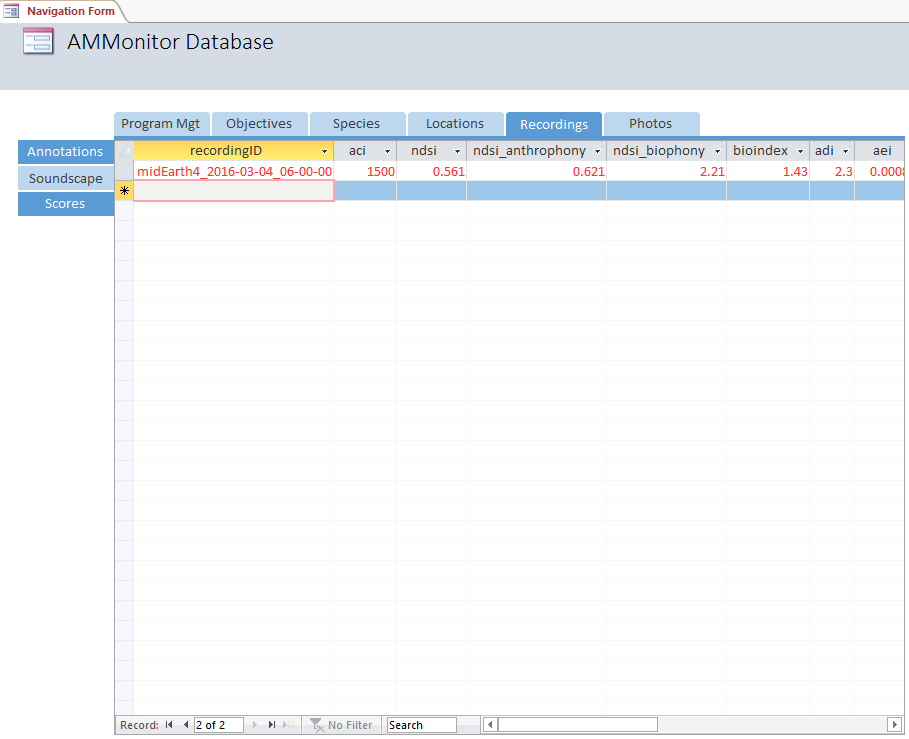 Navigation Form
AMMonitor Database
Program Mgt Objectives Species Locations Recordings Photos
Annotations
Soundscape
Scores
recordingID aci ndsi ndsi_anthrophony ndsi_biophony bioindex adi aei
midEarth4_2016-03-04_06-00-00 1500 0.561 0.621 2.21 1.43 2.3 0.0008
*
Record: 2 of 2 No Filter Search